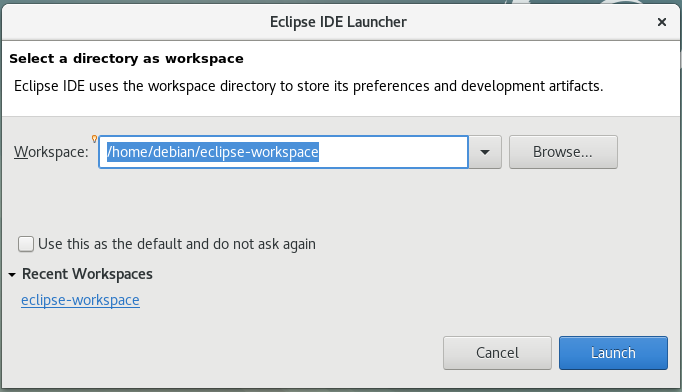 Eclipse IDE Launcher
Select a directory as workspace
Eclipse IDE uses the workspace directory to store its preferences and development artifacts.
Workspace: /home/debian/eclipse-workspace Browse...
Use this as the default and do not ask again
Recent Workspaces
eclipse-workspace
Cancel Launch